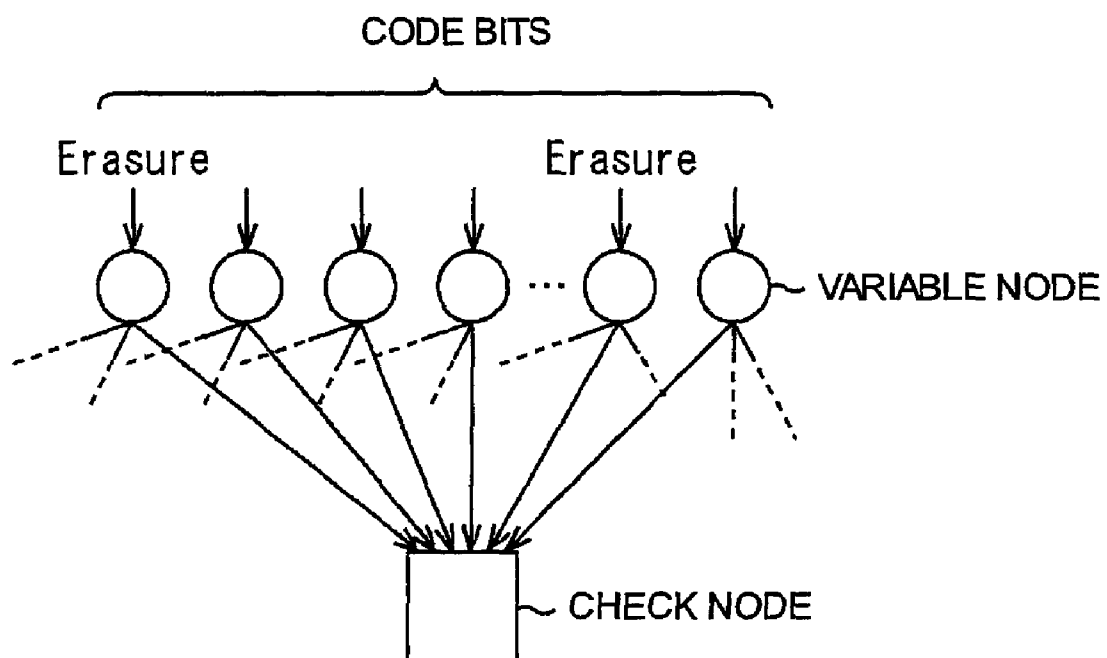 CODE BITS
Erasure Erasure
...
VARIABLE NODE
CHECK NODE